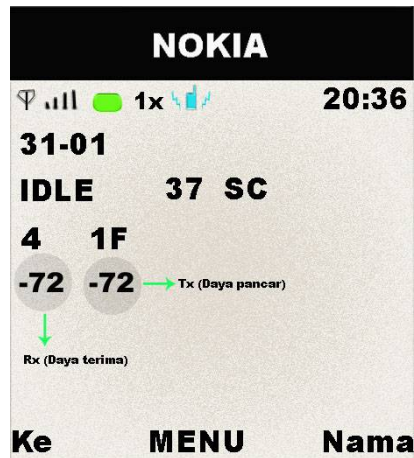 NOKIA
1x 20:36
31-01
IDLE 37 SC
4 1F
-72 -72 Tx (Daya pancar)
Rx (Daya terima)
Ke MENU Nama